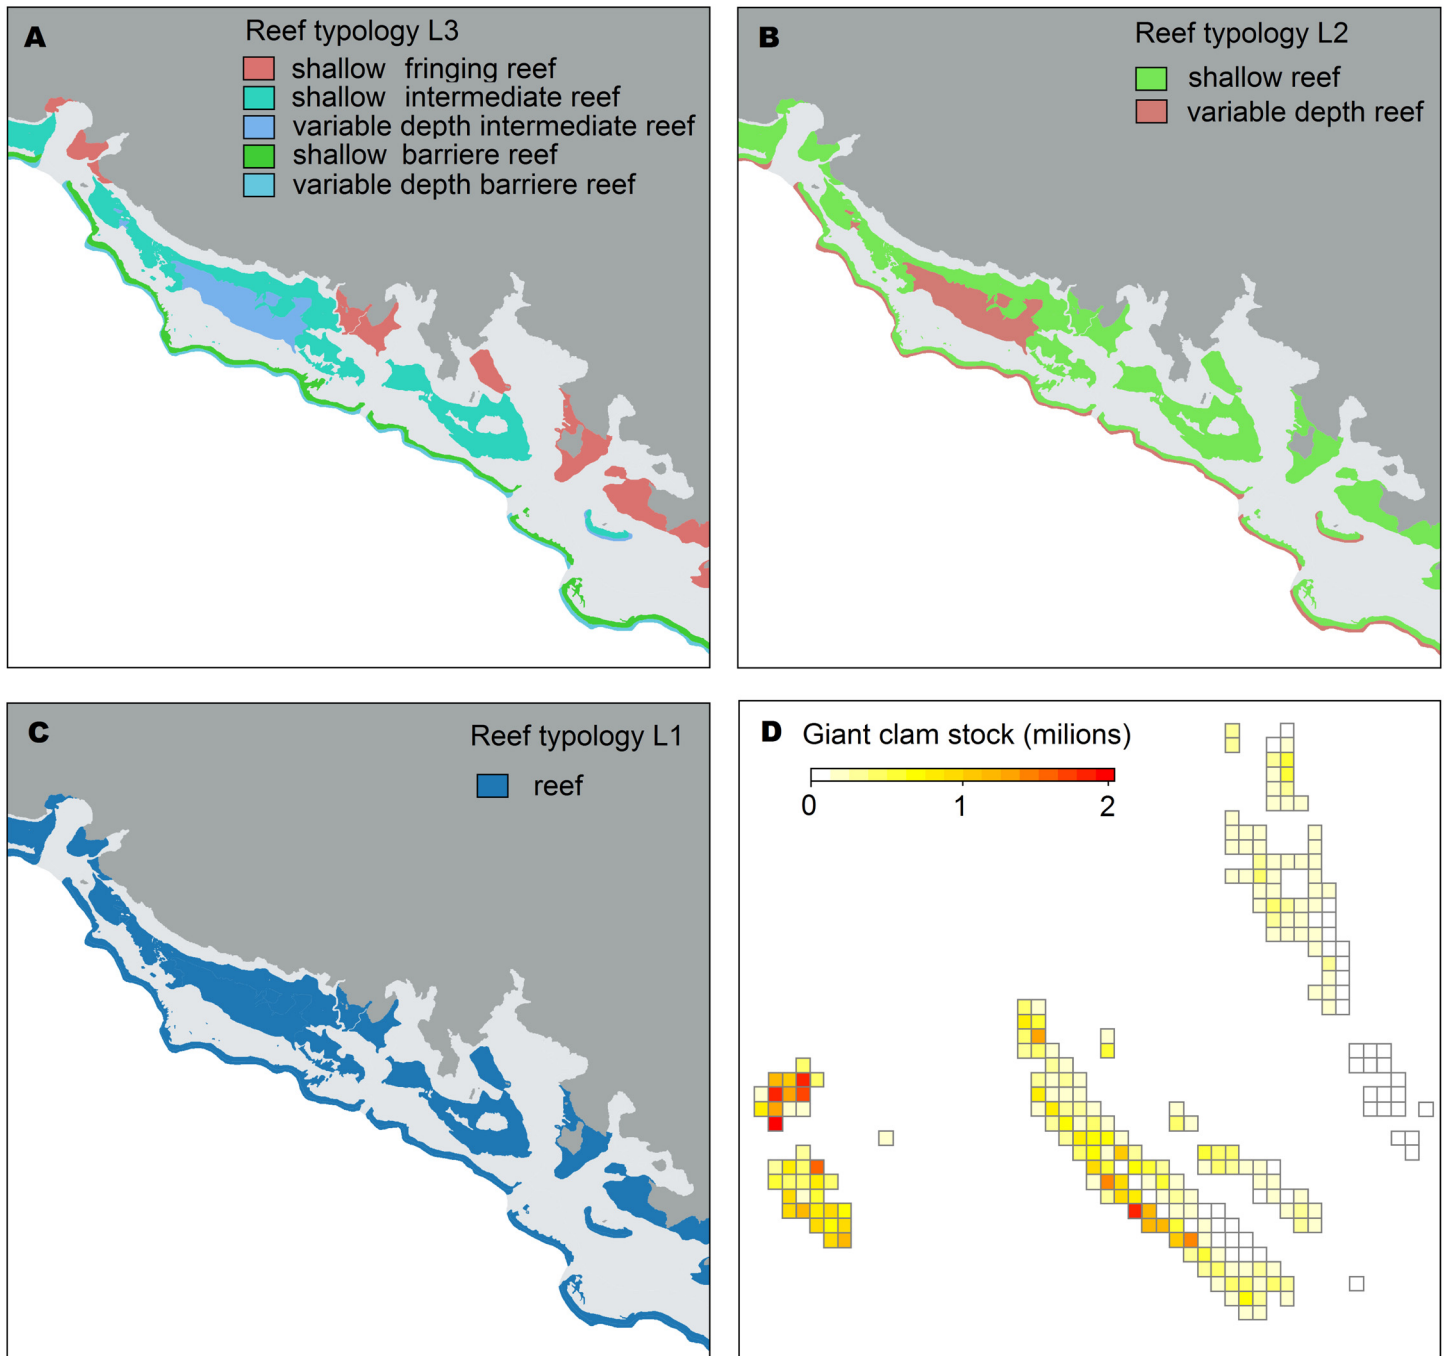 A
Reef typology L3
shallow fringing reef
shallow intermediate reef
variable depth intermediate reef
shallow barriere reef
variable depth barriere reef
B
Reef typology L2
shallow reef
variable depth reef
C
Reef typology L1
reef
D
Giant clam stock (milions)
0 1 2